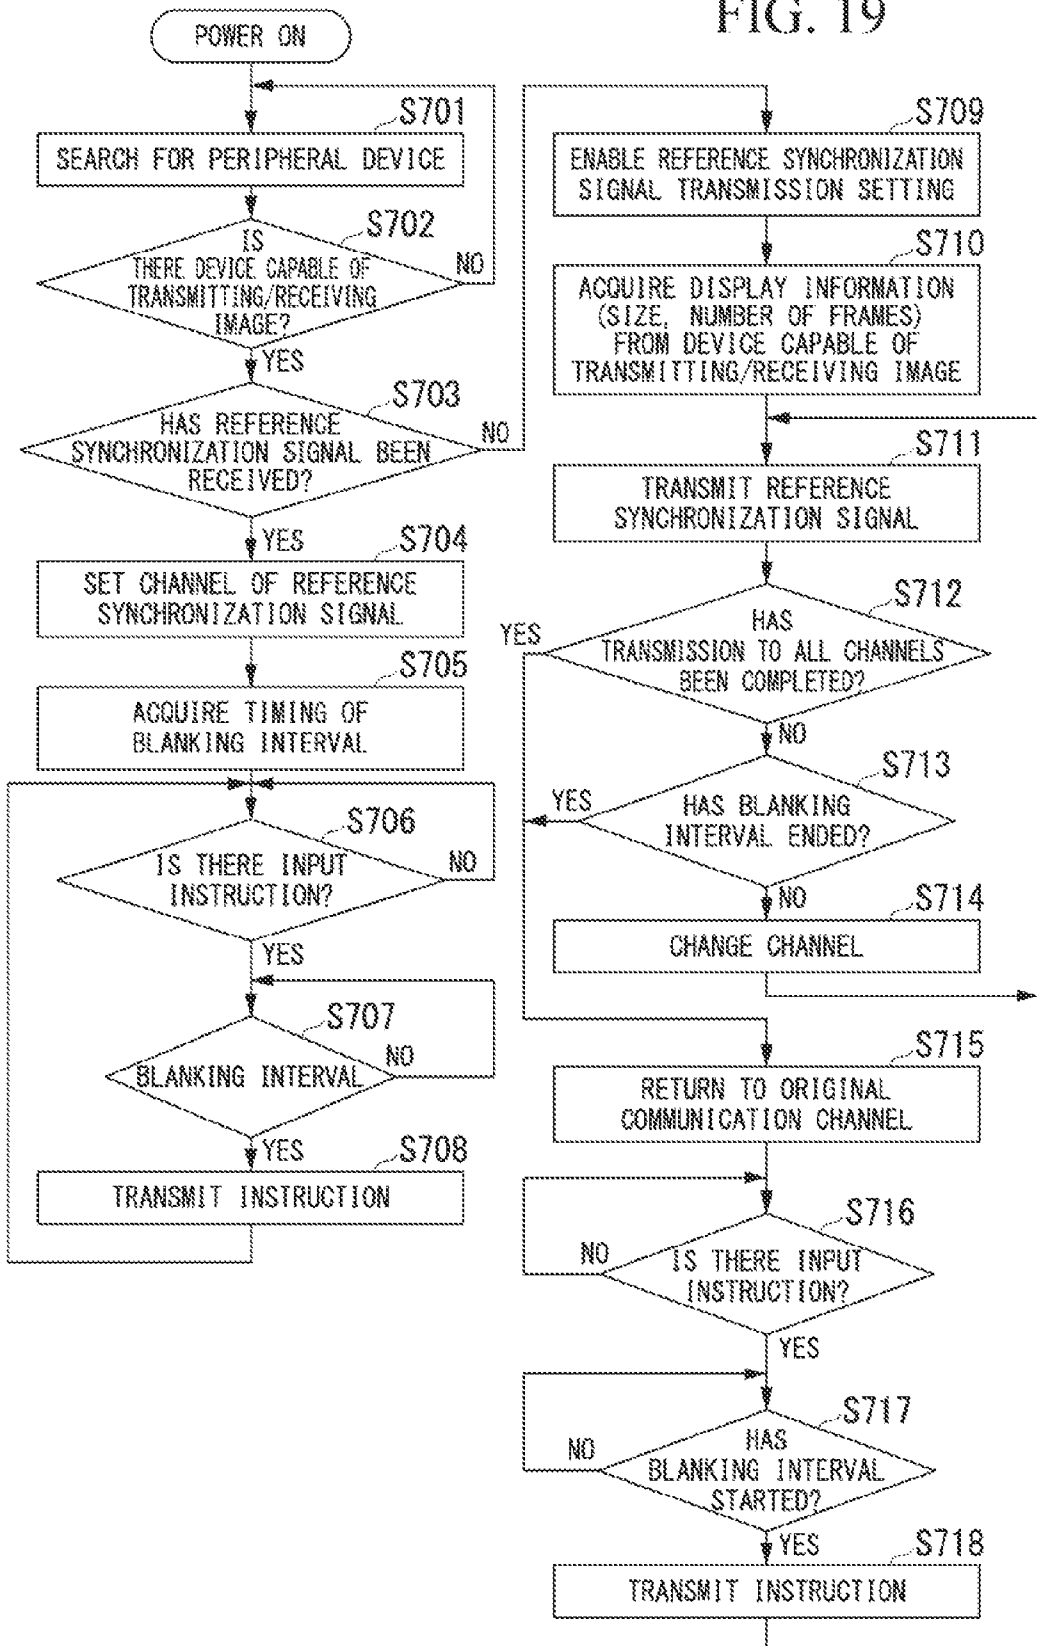 FIG. 19
POWER ON
S701
SEARCH FOR PERIPHERAL DEVICE
S702
IS
THERE DEVICE CAPABLE OF
TRANSMITTING/RECEIVING
IMAGE?
NO
YES
S703
HAS REFERENCE
SYNCHRONIZATION SIGNAL BEEN
RECEIVED?
NO
YES
S704
SET CHANNEL OF REFERENCE
SYNCHRONIZATION SIGNAL
S705
ACQUIRE TIMING OF
BLANKING INTERVAL
S706
IS THERE INPUT
INSTRUCTION?
NO
YES
S707
BLANKING INTERVAL
NO
YES
S708
TRANSMIT INSTRUCTION
S709
ENABLE REFERENCE SYNCHRONIZATION
SIGNAL TRANSMISSION SETTING
S710
ACQUIRE DISPLAY INFORMATION
(SIZE, NUMBER OF FRAMES)
FROM DEVICE CAPABLE OF
TRANSMITTING/RECEIVING IMAGE
S711
TRANSMIT REFERENCE
SYNCHRONIZATION SIGNAL
S712
HAS
TRANSMISSION TO ALL CHANNELS
BEEN COMPLETED?
YES
NO
S713
HAS BLANKING
INTERVAL ENDED?
YES
NO
S714
CHANGE CHANNEL
S715
RETURN TO ORIGINAL
COMMUNICATION CHANNEL
S716
IS THERE INPUT
INSTRUCTION?
NO
YES
S717
HAS
BLANKING INTERVAL
STARTED?
NO
YES
S718
TRANSMIT INSTRUCTION